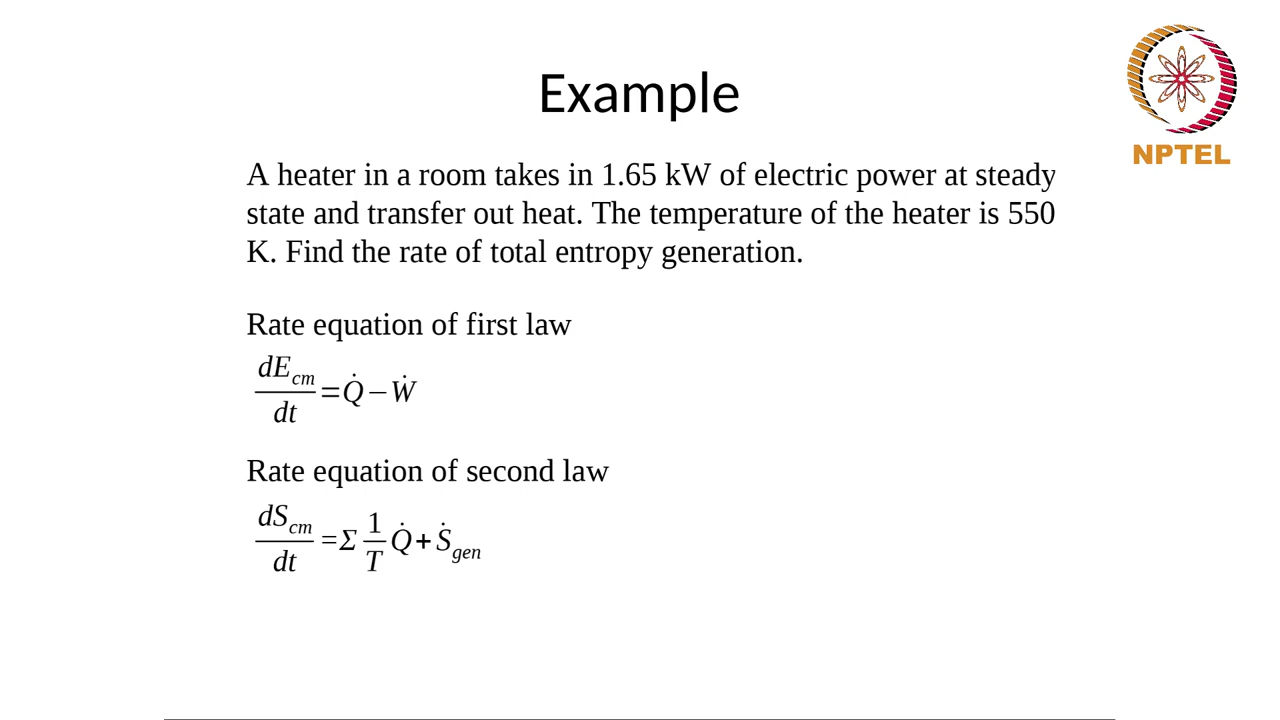 Example
NPTEL
A heater in a room takes in 1.65 kW of electric power at steady
state and transfer out heat. The temperature of the heater is 550
K. Find the rate of total entropy generation.
Rate equation of first law
dE_cm/dt = Q̇ − Ẇ
Rate equation of second law
dS_cm/dt = Σ 1/T Q̇ + Ṡ_gen